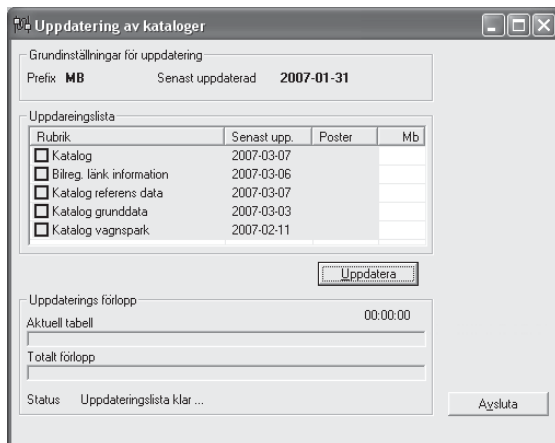 Uppdatering av kataloger
Grundinställningar för uppdatering
Prefix MB Senast uppdaterad 2007-01-31
Uppdareingslista
Rubrik Senast upp. Poster Mb
Katalog 2007-03-07
Bilreg. länk information 2007-03-06
Katalog referens data 2007-03-07
Katalog grunddata 2007-03-03
Katalog vagnspark 2007-02-11
Uppdatera
Uppdaterings förlopp
00:00:00
Aktuell tabell
Totalt förlopp
Status Uppdateringslista klar ...
Avsluta